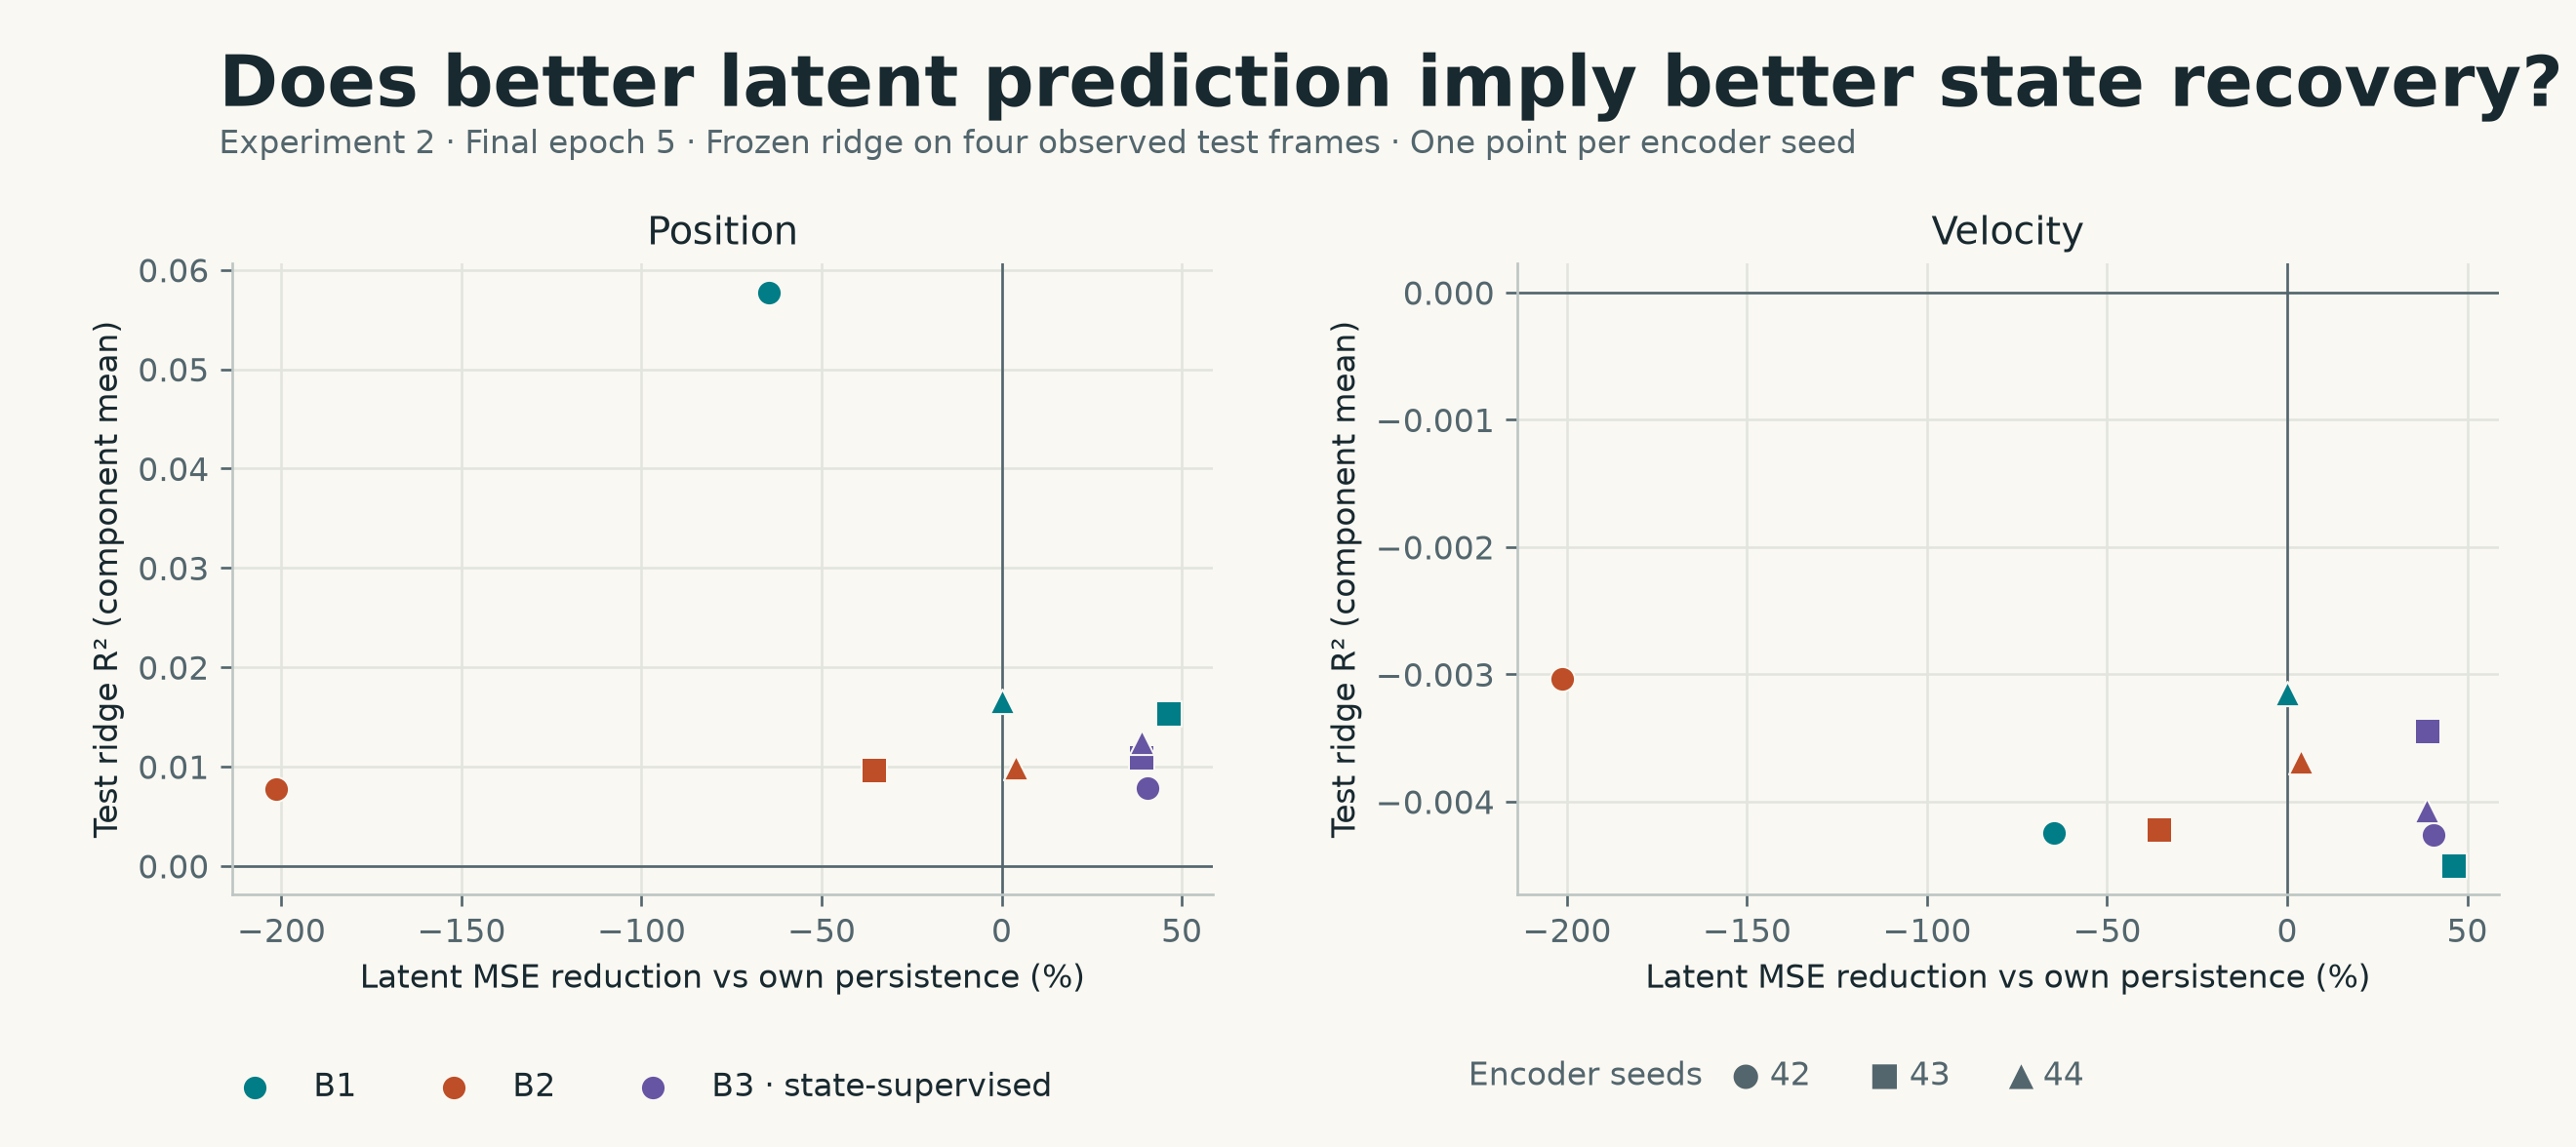 Does better latent prediction imply better state recovery?
Experiment 2 · Final epoch 5 · Frozen ridge on four observed test frames · One point per encoder seed
Position
Test ridge R² (component mean)
0.06
0.05
0.04
0.03
0.02
0.01
0.00
−200 −150 −100 −50 0 50
Latent MSE reduction vs own persistence (%)
Velocity
Test ridge R² (component mean)
0.000
−0.001
−0.002
−0.003
−0.004
−200 −150 −100 −50 0 50
Latent MSE reduction vs own persistence (%)
B1 B2 B3 · state-supervised
Encoder seeds 42 43 44